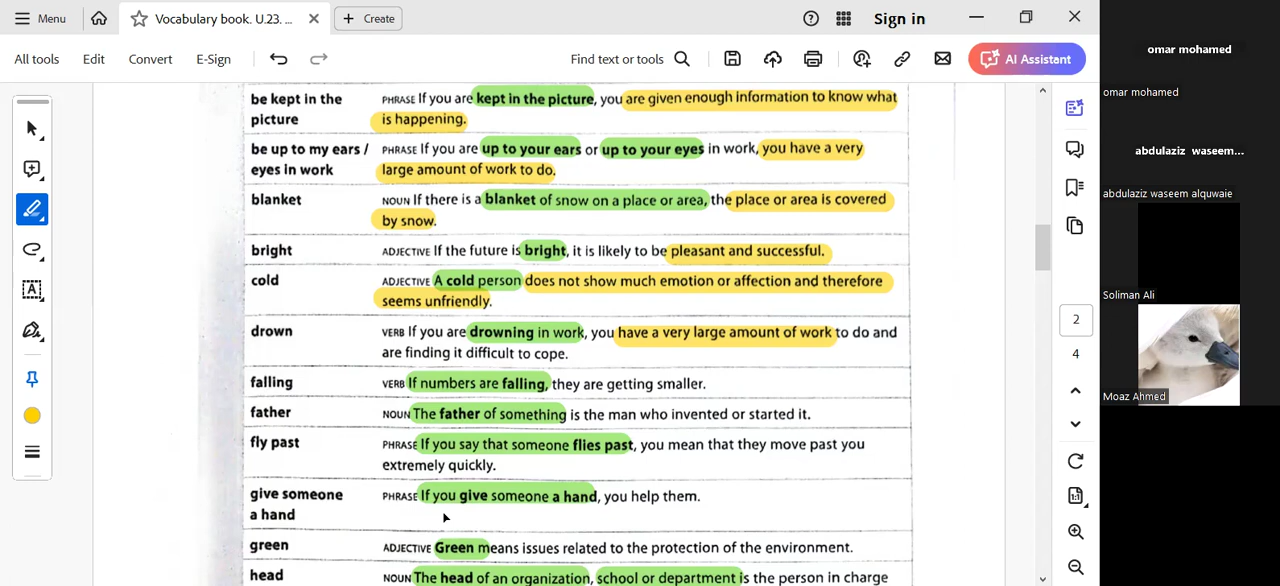 Menu
Vocabulary book. U.23. ...
Create
Sign in
All tools
Edit
Convert
E-Sign
Find text or tools
AI Assistant
be kept in the picture
PHRASE If you are kept in the picture, you are given enough information to know what
is happening.
be up to my ears /
eyes in work
PHRASE If you are up to your ears or up to your eyes in work, you have a very
large amount of work to do.
blanket
NOUN If there is a blanket of snow on a place or area, the place or area is covered
by snow.
bright
ADJECTIVE If the future is bright, it is likely to be pleasant and successful.
cold
ADJECTIVE A cold person does not show much emotion or affection and therefore
seems unfriendly.
drown
VERB If you are drowning in work, you have a very large amount of work to do and
are finding it difficult to cope.
falling
VERB If numbers are falling, they are getting smaller.
father
NOUN The father of something is the man who invented or started it.
fly past
PHRASE If you say that someone flies past, you mean that they move past you
extremely quickly.
give someone
a hand
PHRASE If you give someone a hand, you help them.
green
ADJECTIVE Green means issues related to the protection of the environment.
head
NOUN The head of an organization, school or department is the person in charge
2
4
1:1
omar mohamed
omar mohamed
abdulaziz waseem...
abdulaziz waseem alquwaie
Soliman Ali
Moaz Ahmed